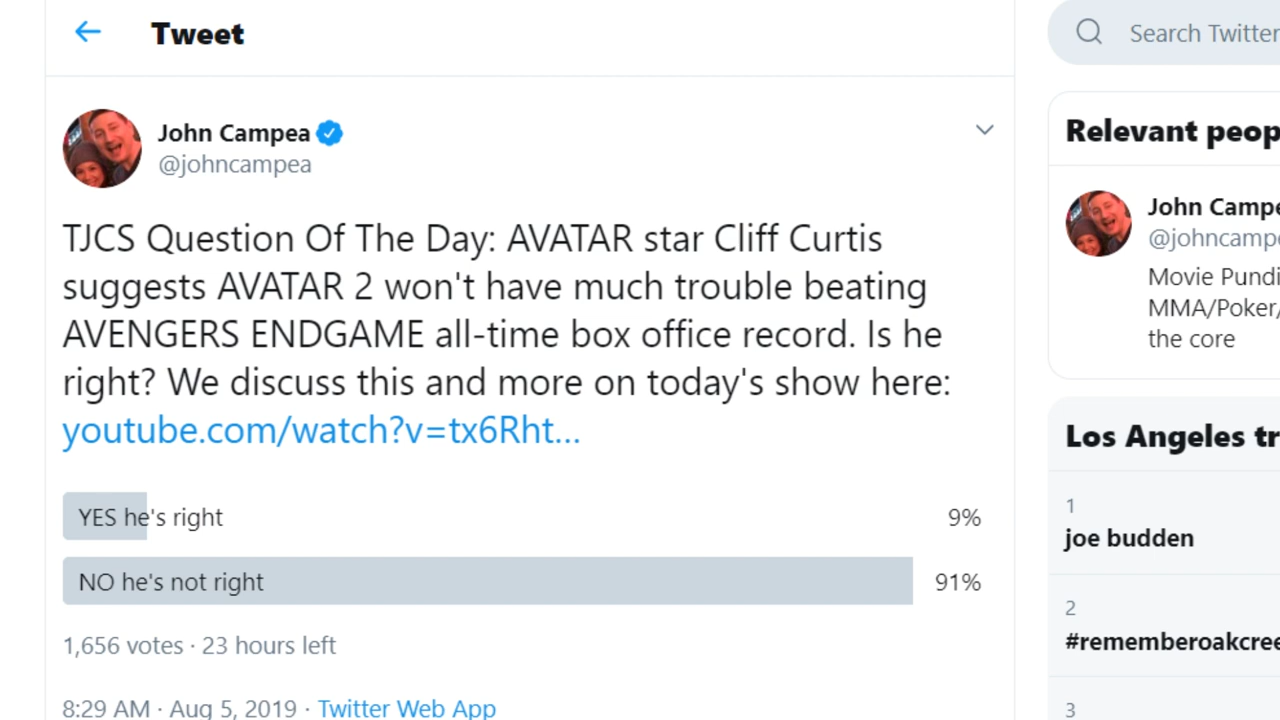 Tweet
John Campea
@johncampea
TJCS Question Of The Day: AVATAR star Cliff Curtis
suggests AVATAR 2 won't have much trouble beating
AVENGERS ENDGAME all-time box office record. Is he
right? We discuss this and more on today's show here:
youtube.com/watch?v=tx6Rht...
YES he's right 9%
NO he's not right 91%
1,656 votes · 23 hours left
8:29 AM · Aug 5, 2019 · Twitter Web App
Search Twitter
Relevant peop
John Campe
@johncampe
Movie Pundi
MMA/Poker/
the core
Los Angeles tr
1
joe budden
2
#rememberoakcree
3